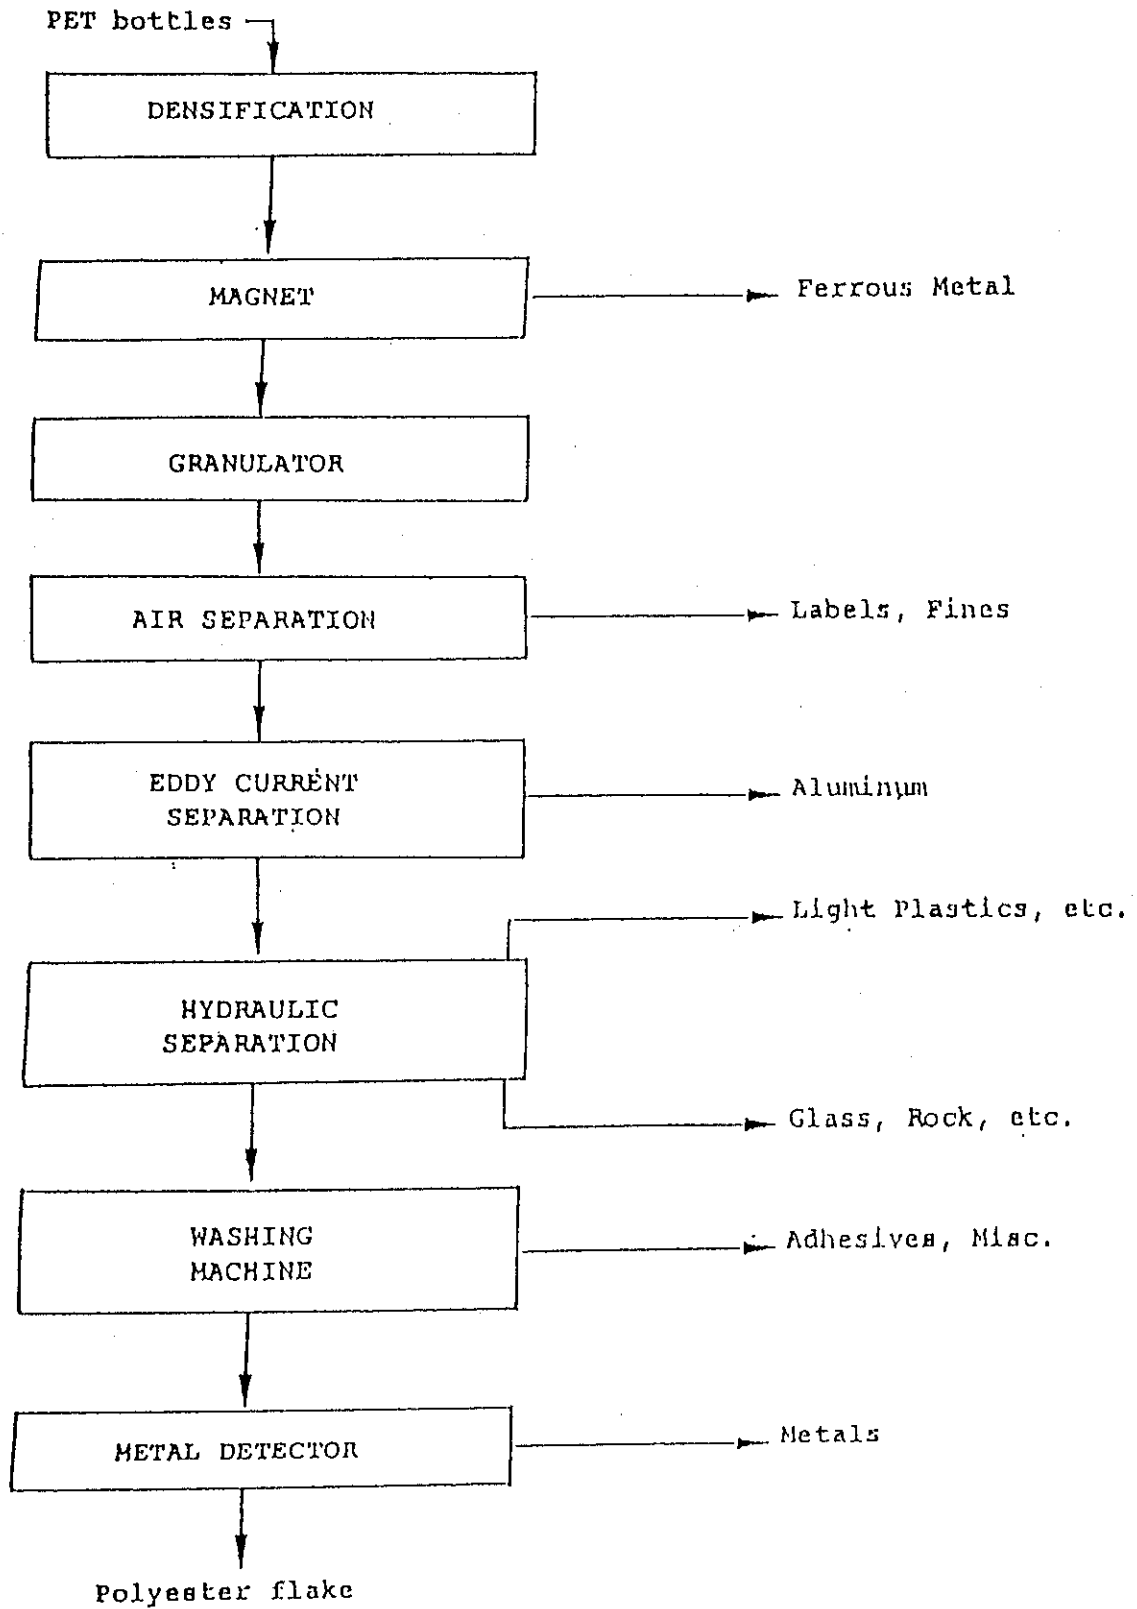 PET bottles
DENSIFICATION
MAGNET
Ferrous Metal
GRANULATOR
AIR SEPARATION
Labels, Fines
EDDY CURRENT
SEPARATION
Aluminum
Light Plastics, etc.
HYDRAULIC
SEPARATION
Glass, Rock, etc.
WASHING
MACHINE
Adhesives, Misc.
METAL DETECTOR
Metals
Polyester flake